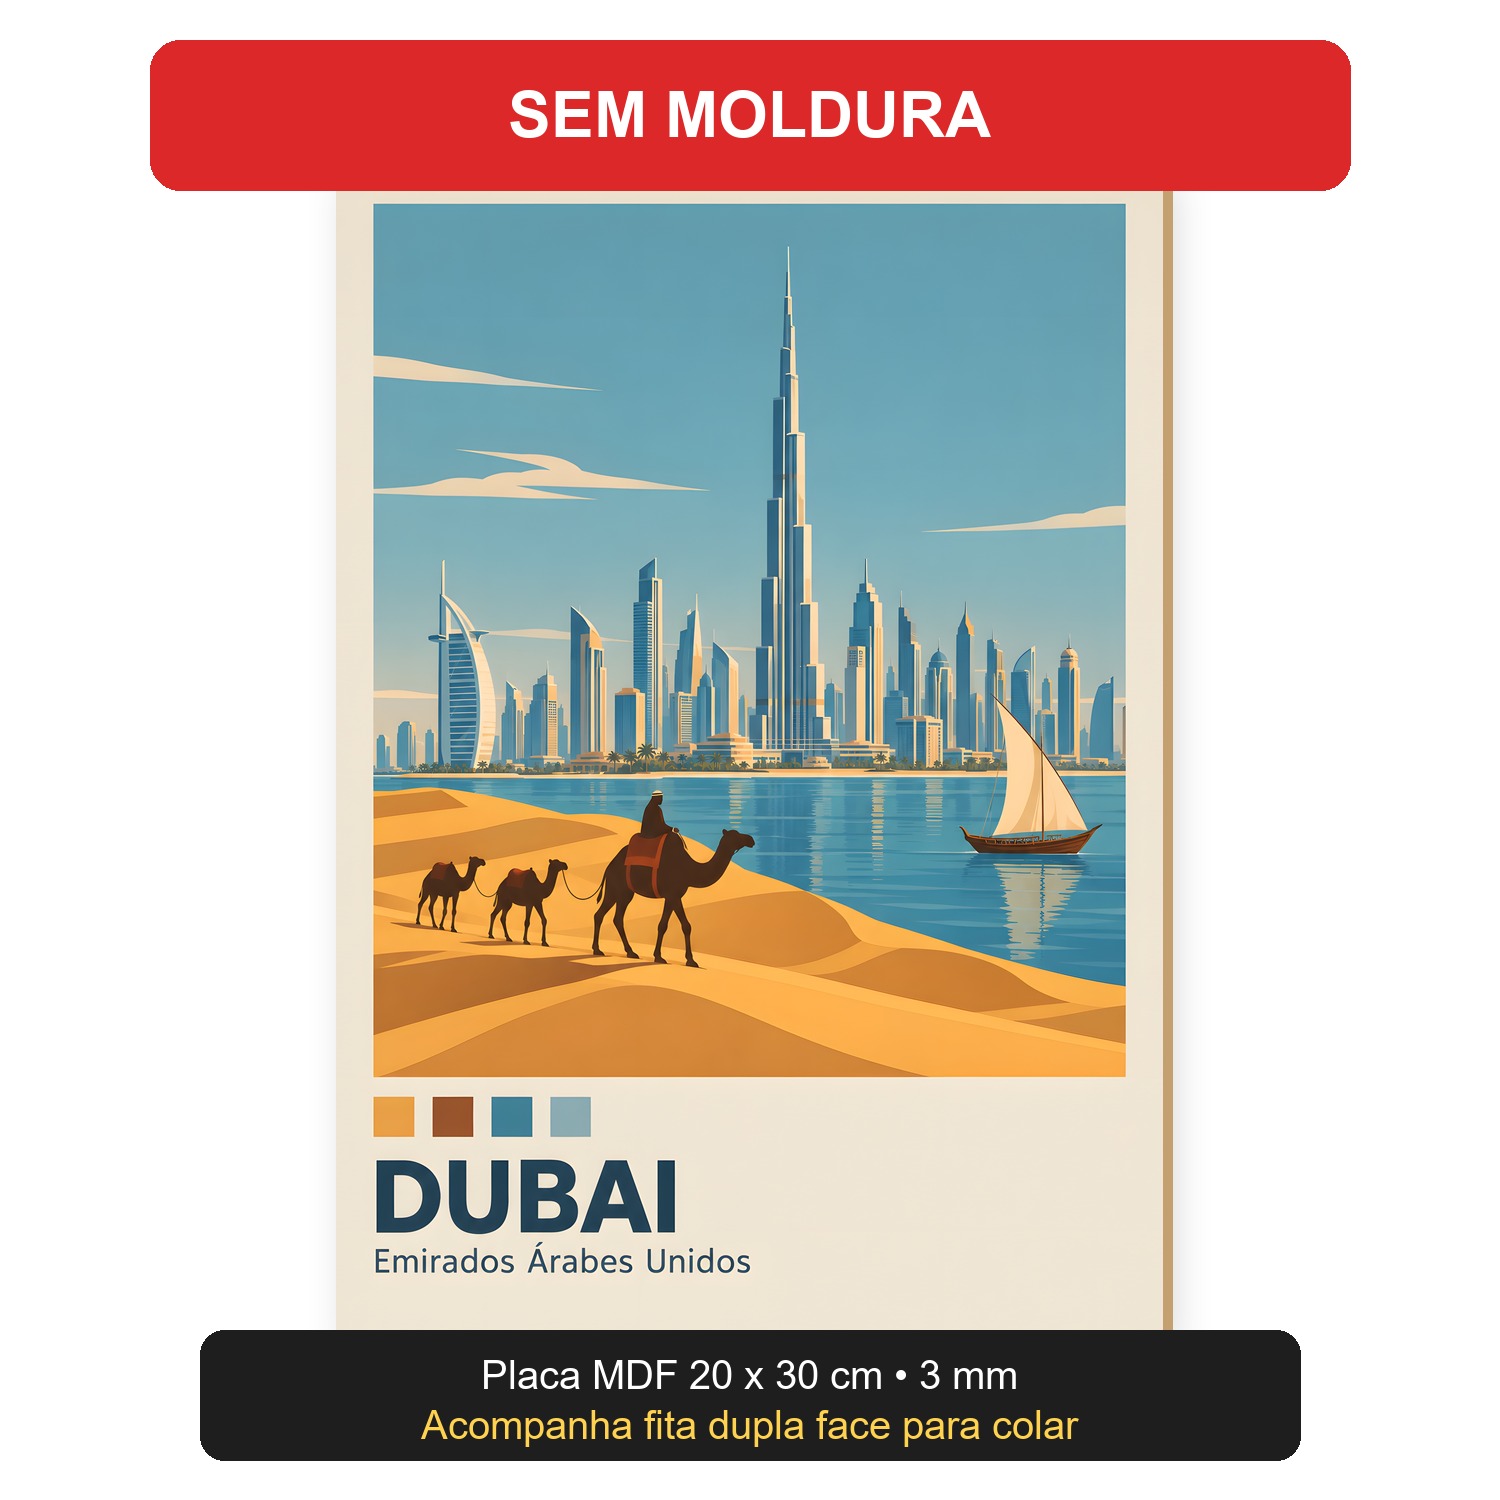 SEM MOLDURA
DUBAI
Emirados Árabes Unidos
Placa MDF 20 x 30 cm • 3 mm
Acompanha fita dupla face para colar